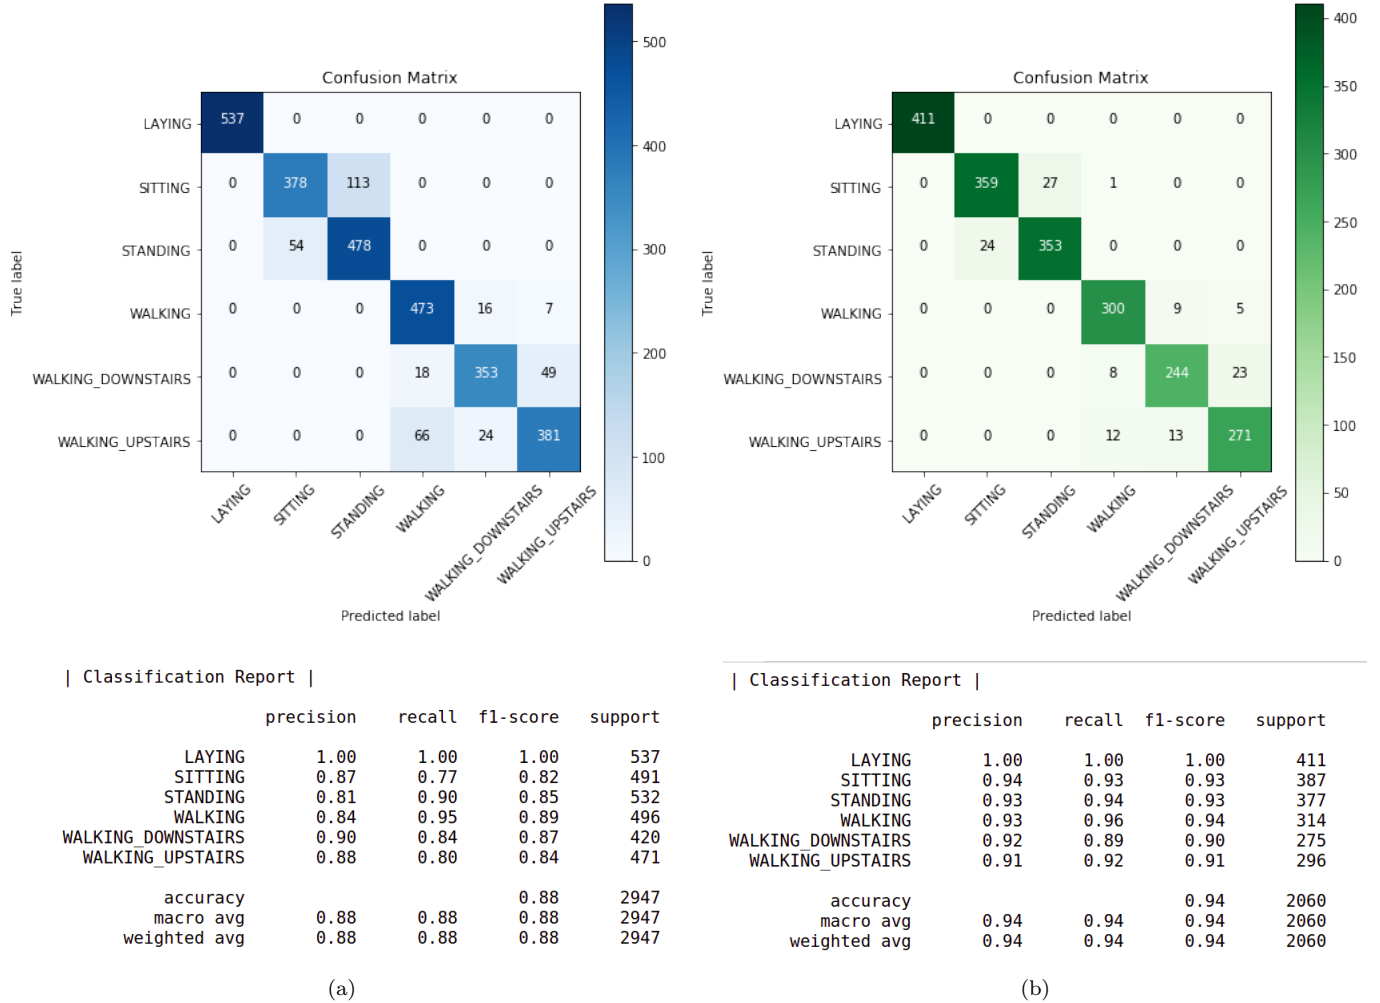 Confusion Matrix
True label
LAYING 537 0 0 0 0 0
SITTING 0 378 113 0 0 0
STANDING 0 54 478 0 0 0
WALKING 0 0 0 473 16 7
WALKING_DOWNSTAIRS 0 0 0 18 353 49
WALKING_UPSTAIRS 0 0 0 66 24 381
LAYING SITTING STANDING WALKING WALKING_DOWNSTAIRS WALKING_UPSTAIRS
Predicted label
500
400
300
200
100
0
| Classification Report |
precision recall f1-score support
LAYING 1.00 1.00 1.00 537
SITTING 0.87 0.77 0.82 491
STANDING 0.81 0.90 0.85 532
WALKING 0.84 0.95 0.89 496
WALKING_DOWNSTAIRS 0.90 0.84 0.87 420
WALKING_UPSTAIRS 0.88 0.80 0.84 471
accuracy 0.88 2947
macro avg 0.88 0.88 0.88 2947
weighted avg 0.88 0.88 0.88 2947
(a)
Confusion Matrix
True label
LAYING 411 0 0 0 0 0
SITTING 0 359 27 1 0 0
STANDING 0 24 353 0 0 0
WALKING 0 0 0 300 9 5
WALKING_DOWNSTAIRS 0 0 0 8 244 23
WALKING_UPSTAIRS 0 0 0 12 13 271
LAYING SITTING STANDING WALKING WALKING_DOWNSTAIRS WALKING_UPSTAIRS
Predicted label
400
350
300
250
200
150
100
50
0
| Classification Report |
precision recall f1-score support
LAYING 1.00 1.00 1.00 411
SITTING 0.94 0.93 0.93 387
STANDING 0.93 0.94 0.93 377
WALKING 0.93 0.96 0.94 314
WALKING_DOWNSTAIRS 0.92 0.89 0.90 275
WALKING_UPSTAIRS 0.91 0.92 0.91 296
accuracy 0.94 2060
macro avg 0.94 0.94 0.94 2060
weighted avg 0.94 0.94 0.94 2060
(b)